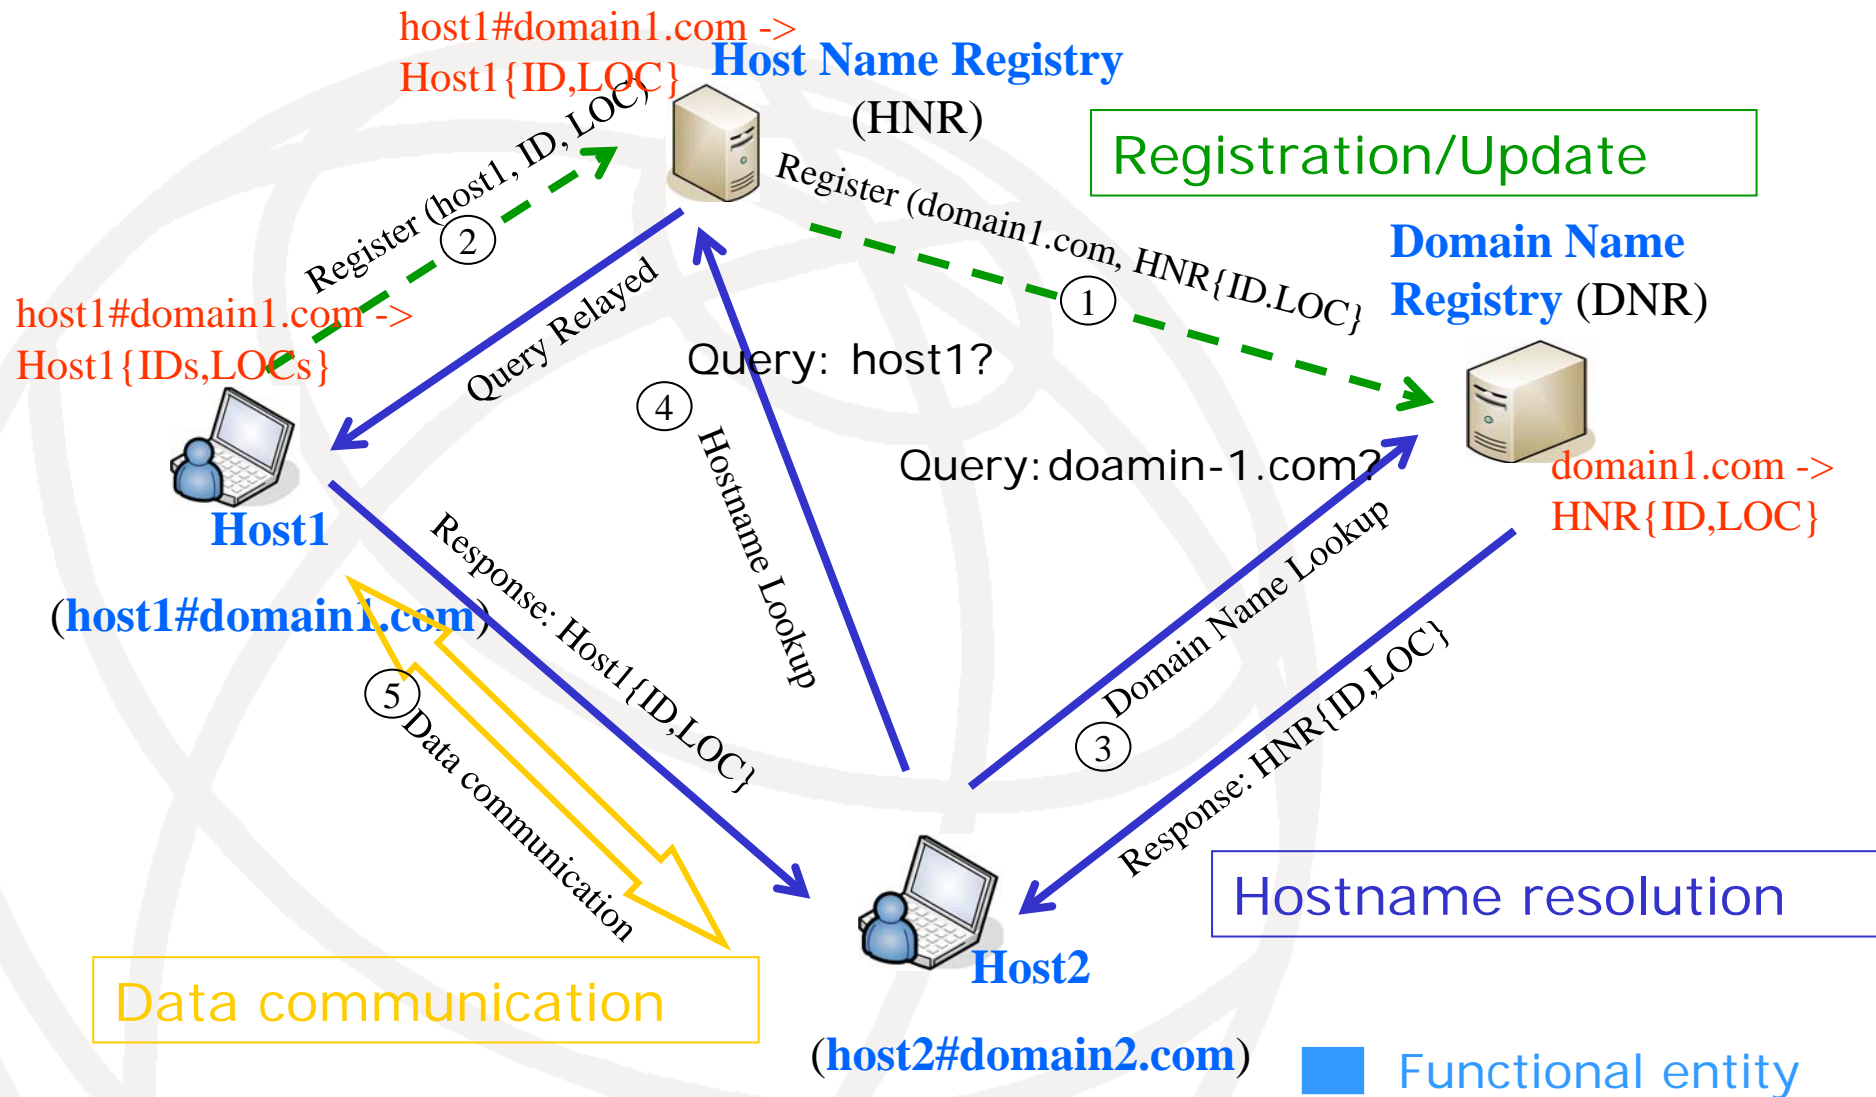 host1#domain1.com ->
Host1{ID,LOC}
Host Name Registry
(HNR)
Registration/Update
Register (host1, ID, LOC)
2
Register (domain1.com, HNR{ID.LOC}
1
Domain Name
Registry (DNR)
host1#domain1.com ->
Host1{IDs,LOCs}
Query Relayed
Query: host1?
4
Hostname Lookup
Query:doamin-1.com?
domain1.com ->
HNR{ID,LOC}
Host1
(host1#domain1.com)
Response: Host1{ID,LOC}
Domain Name Lookup
3
Response: HNR{ID,LOC}
5
Data communication
Hostname resolution
Host2
Data communication
(host2#domain2.com)
Functional entity